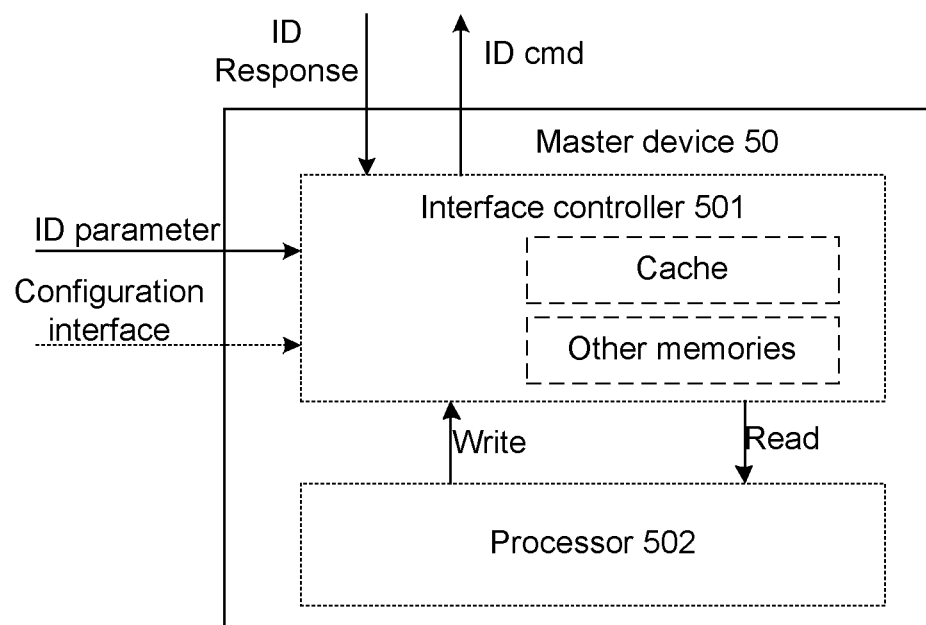 ID
Response
ID cmd
Master device 50
Interface controller 501
ID parameter
Cache
Configuration
interface
Other memories
Write
Read
Processor 502